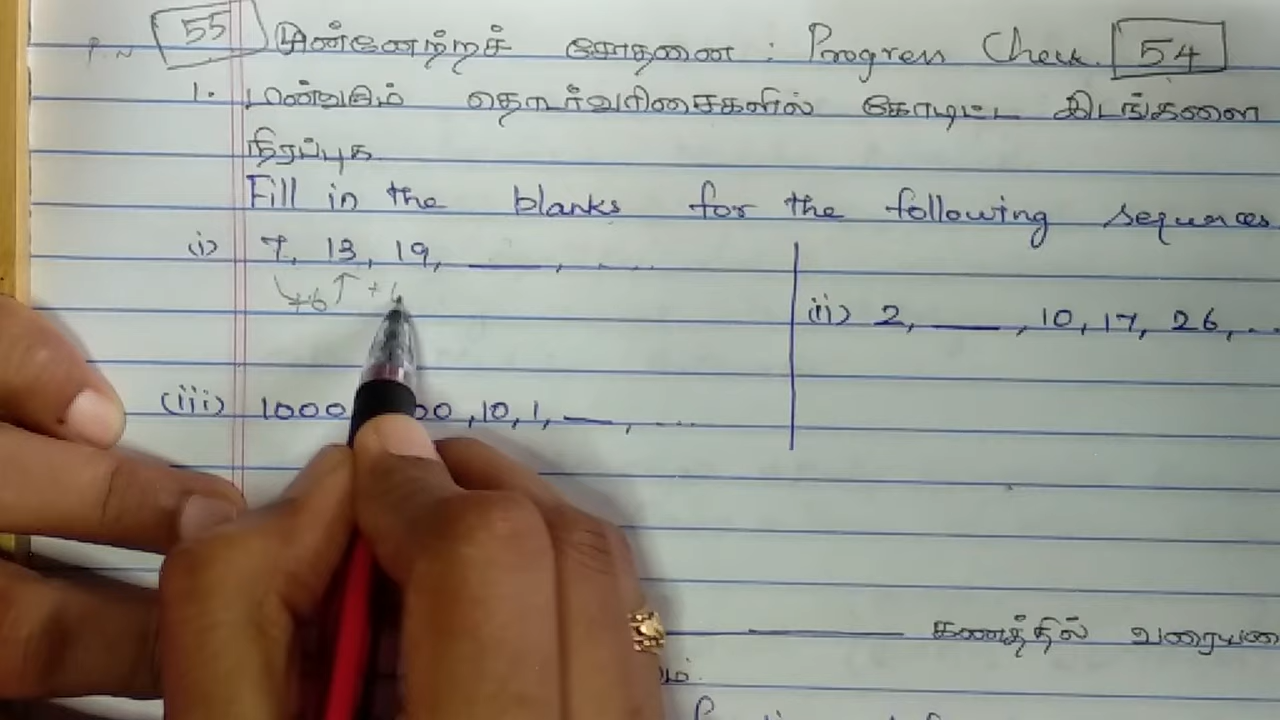 P.N 55 முன்னேற்றச் சோதனை : Progress Check 54
1. பின்வரும் தொடர்வரிசைகளில் கோடிட்ட இடங்களை
நிரப்புக
Fill in the blanks for the following sequences
(i) 7, 13, 19, ____, ....
+6 +
(ii) 2, ____, 10, 17, 26, ..
(iii) 1000, 00, 10, 1, ___, ....
____ கணத்தில் வரையறை